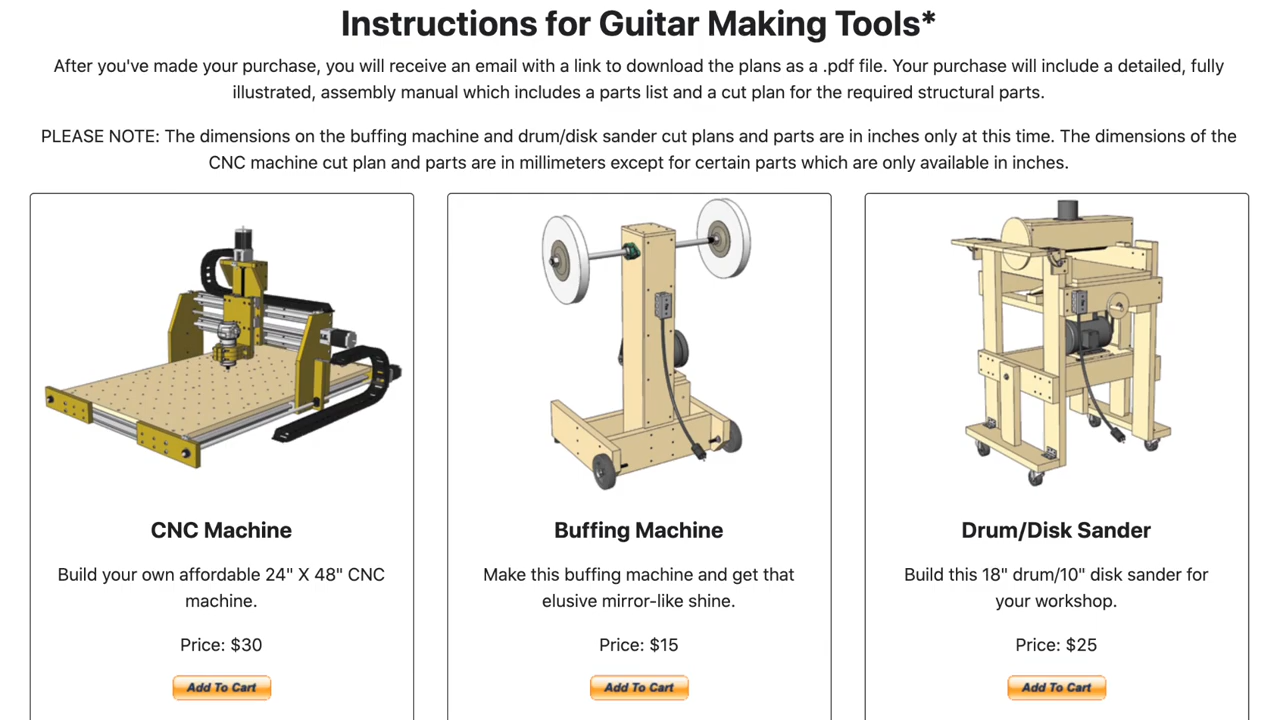 Instructions for Guitar Making Tools*
After you've made your purchase, you will receive an email with a link to download the plans as a .pdf file. Your purchase will include a detailed, fully
illustrated, assembly manual which includes a parts list and a cut plan for the required structural parts.
PLEASE NOTE: The dimensions on the buffing machine and drum/disk sander cut plans and parts are in inches only at this time. The dimensions of the
CNC machine cut plan and parts are in millimeters except for certain parts which are only available in inches.
CNC Machine
Build your own affordable 24" X 48" CNC
machine.
Price: $30
Add To Cart
Buffing Machine
Make this buffing machine and get that
elusive mirror-like shine.
Price: $15
Add To Cart
Drum/Disk Sander
Build this 18" drum/10" disk sander for
your workshop.
Price: $25
Add To Cart